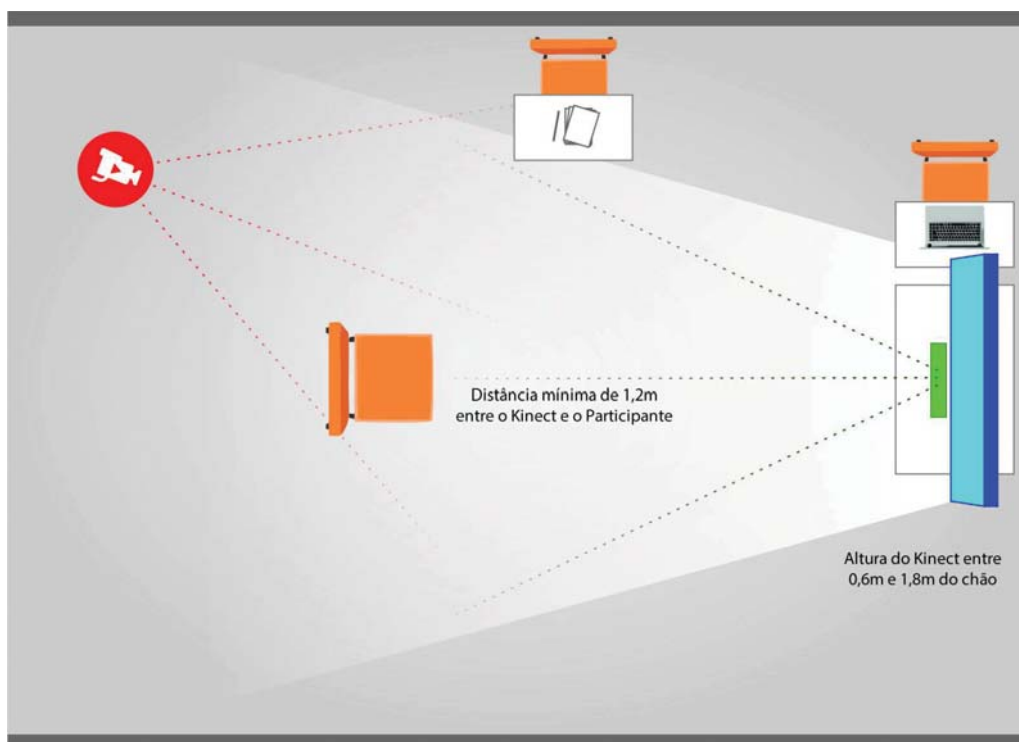 Distância mínima de 1,2m
entre o Kinect e o Participante
Altura do Kinect entre
0,6m e 1,8m do chão